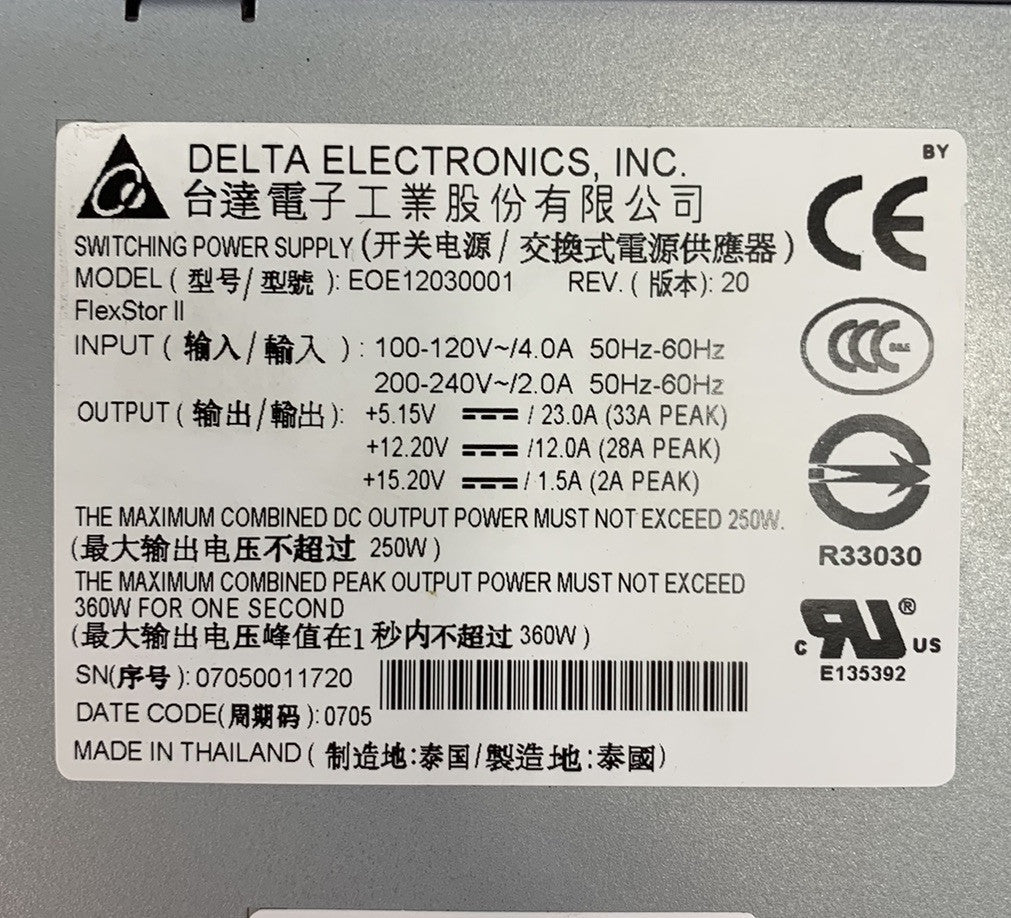 DELTA ELECTRONICS, INC.
BY
台達電子工業股份有限公司
CE
SWITCHING POWER SUPPLY (开关电源 / 交換式電源供應器)
MODEL ( 型号/ 型號 ): EOE12030001 REV. ( 版本): 20
FlexStor II
INPUT ( 输入 / 輸入 ) : 100-120V~/4.0A 50Hz-60Hz
200-240V~/2.0A 50Hz-60Hz
CCC
OUTPUT ( 输出 / 輸出 ): +5.15V / 23.0A (33A PEAK)
+12.20V /12.0A (28A PEAK)
+15.20V / 1.5A (2A PEAK)
THE MAXIMUM COMBINED DC OUTPUT POWER MUST NOT EXCEED 250W.
(最大输出电压不超过 250W )
R33030
THE MAXIMUM COMBINED PEAK OUTPUT POWER MUST NOT EXCEED
360W FOR ONE SECOND
(最大输出电压峰值在1秒内不超过 360W )
c RU ® US
E135392
SN(序号 ): 07050011720
DATE CODE(周期码 ): 0705
MADE IN THAILAND ( 制造地:泰国/製造地:泰國)